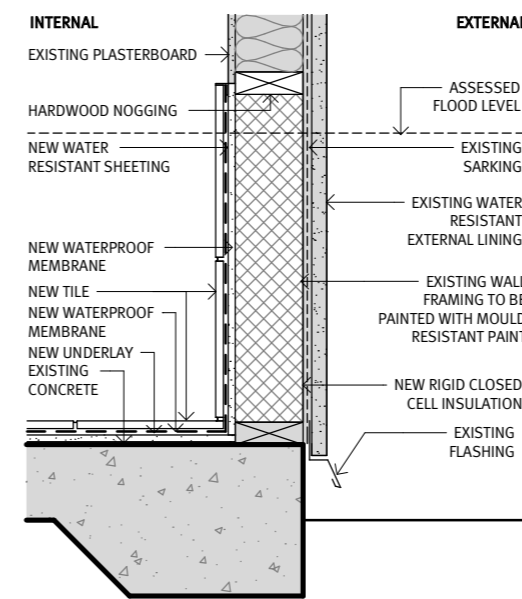 INTERNAL
EXISTING PLASTERBOARD
HARDWOOD NOGGING
NEW WATER
RESISTANT SHEETING
NEW WATERPROOF
MEMBRANE
NEW TILE
NEW WATERPROOF
MEMBRANE
NEW UNDERLAY
EXISTING
CONCRETE
EXTERNAL
ASSESSED
FLOOD LEVEL
EXISTING
SARKING
EXISTING WATER
RESISTANT
EXTERNAL LINING
EXISTING WALL
FRAMING TO BE
PAINTED WITH MOULD
RESISTANT PAINT
NEW RIGID CLOSED
CELL INSULATION
EXISTING
FLASHING